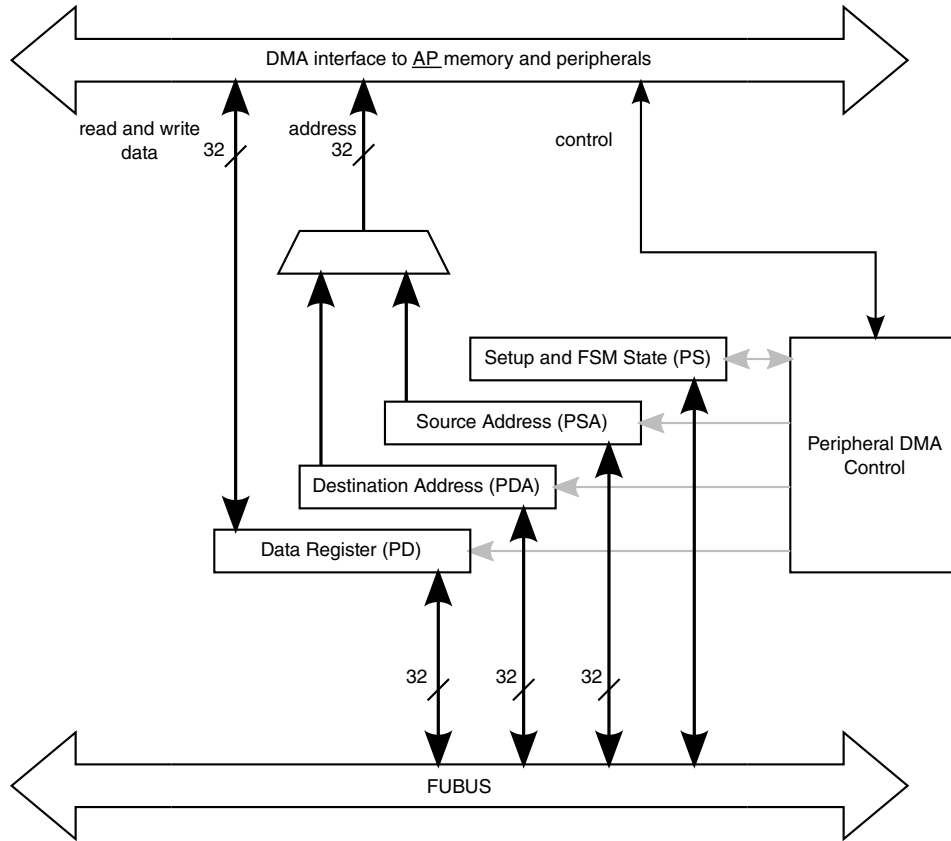 DMA interface to AP memory and peripherals
read and write
data
32
address
32
control
Setup and FSM State (PS)
Source Address (PSA)
Peripheral DMA
Control
Destination Address (PDA)
Data Register (PD)
32
32
32
FUBUS